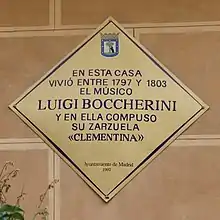 EN ESTA CASA
VIVIÓ ENTRE 1797 Y 1803
EL MÚSICO
LUIGI BOCCHERINI
Y EN ELLA COMPUSO
SU ZARZUELA
«CLEMENTINA»
Ayuntamiento de Madrid